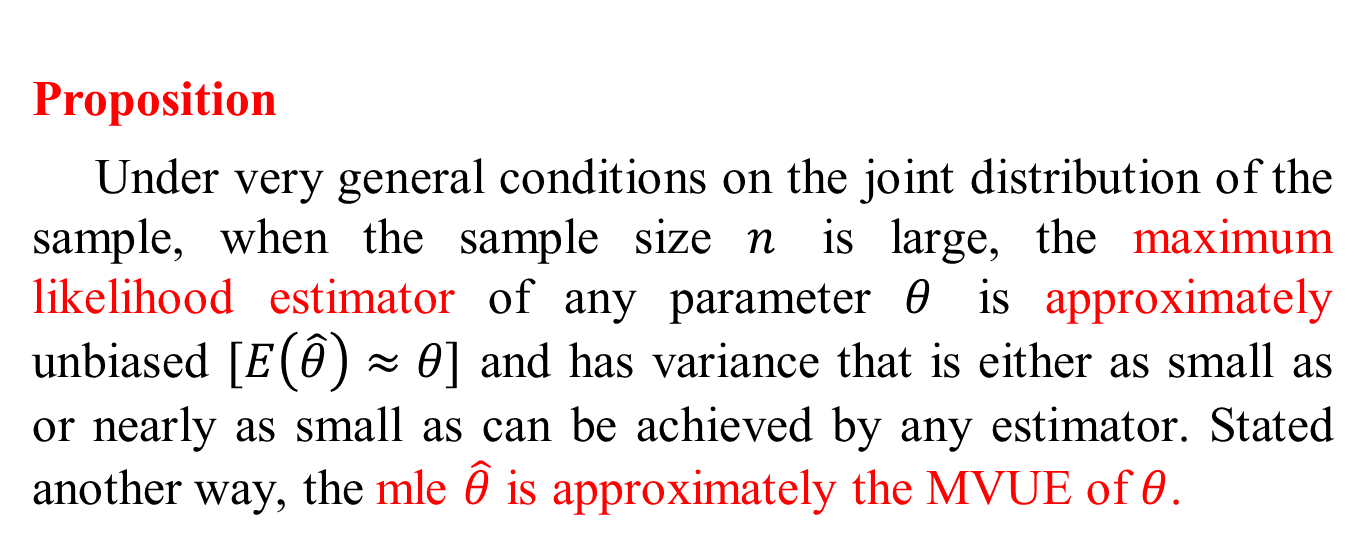 Proposition
Under very general conditions on the joint distribution of the
sample, when the sample size n is large, the maximum
likelihood estimator of any parameter θ is approximately
unbiased [E(θ̂) ≈ θ] and has variance that is either as small as
or nearly as small as can be achieved by any estimator. Stated
another way, the mle θ̂ is approximately the MVUE of θ.